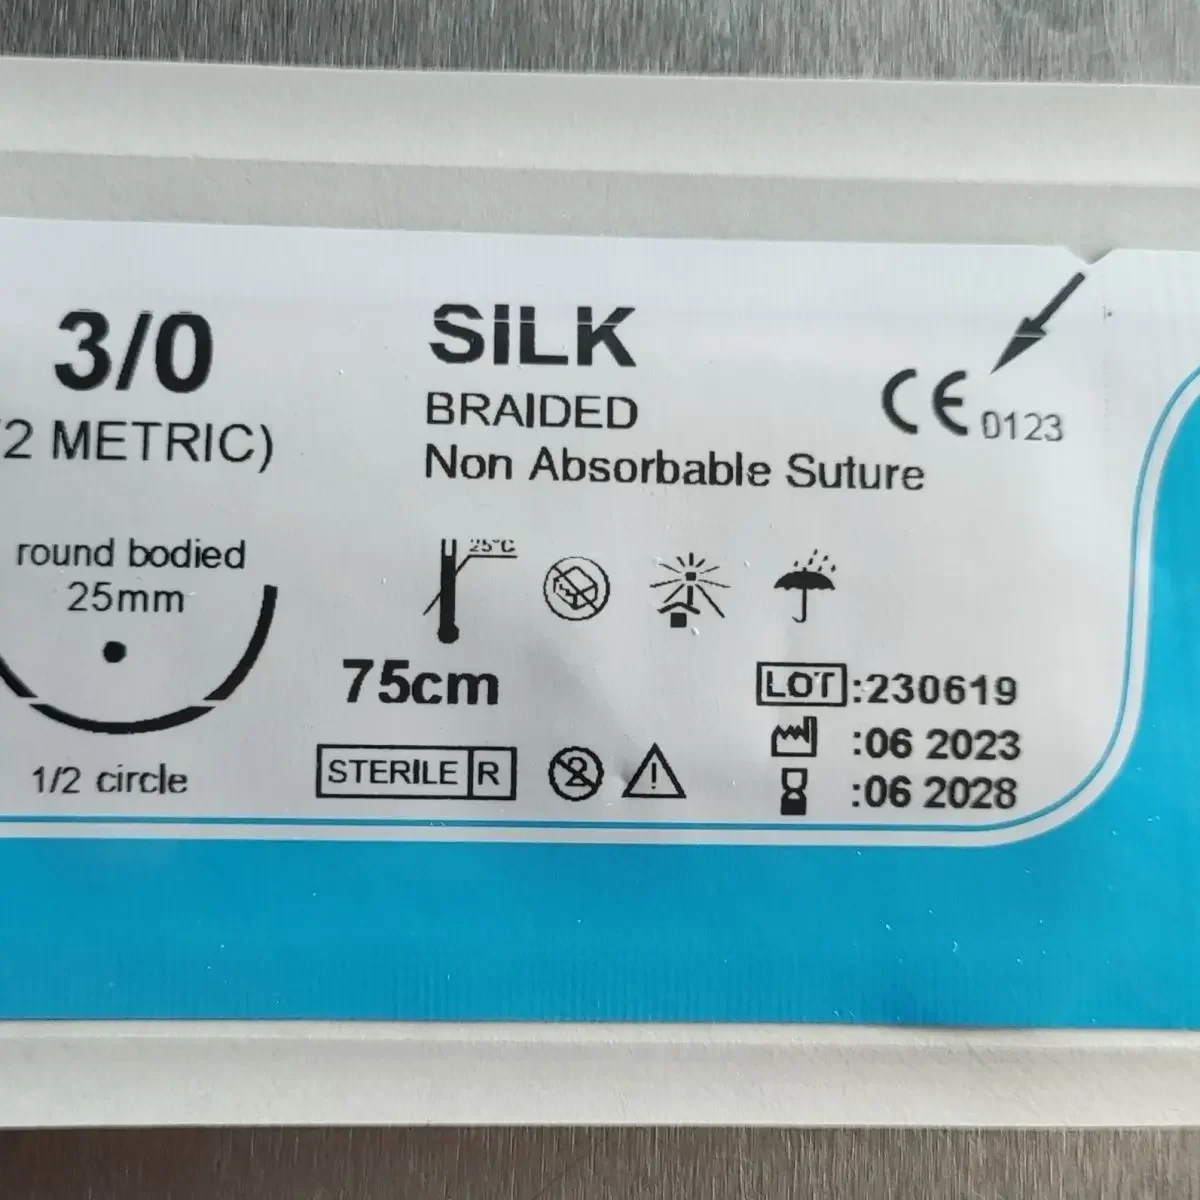 3/0
(2 METRIC)
round bodied
25mm
1/2 circle
SiLK
BRAIDED
Non Absorbable Suture
CE 0123
25°C
75cm
STERILE R
2
LOT :230619
:06 2023
:06 2028